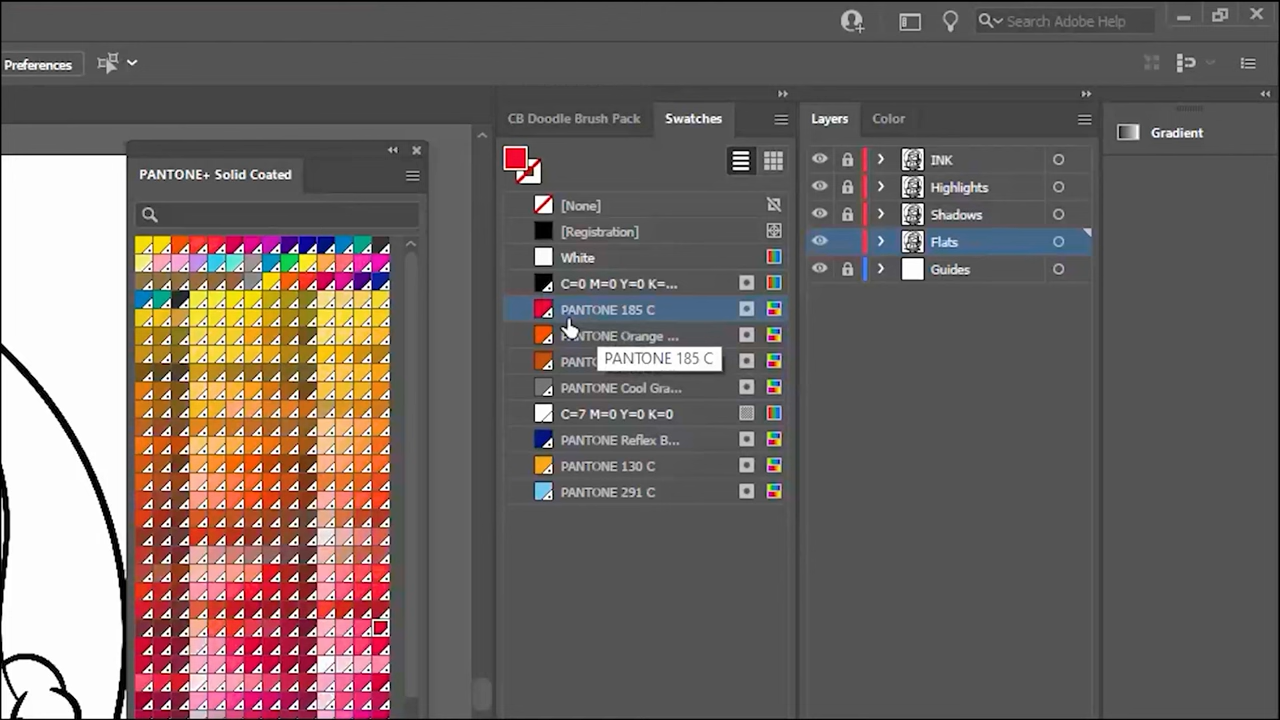 Search Adobe Help
Preferences
CB Doodle Brush Pack
Swatches
Layers
Color
Gradient
PANTONE+ Solid Coated
[None]
[Registration]
White
C=0 M=0 Y=0 K=...
PANTONE 185 C
PANTONE Orange ...
PANT
PANTONE 185 C
PANTONE Cool Gra...
C=7 M=0 Y=0 K=0
PANTONE Reflex B...
PANTONE 130 C
PANTONE 291 C
INK
Highlights
Shadows
Flats
Guides